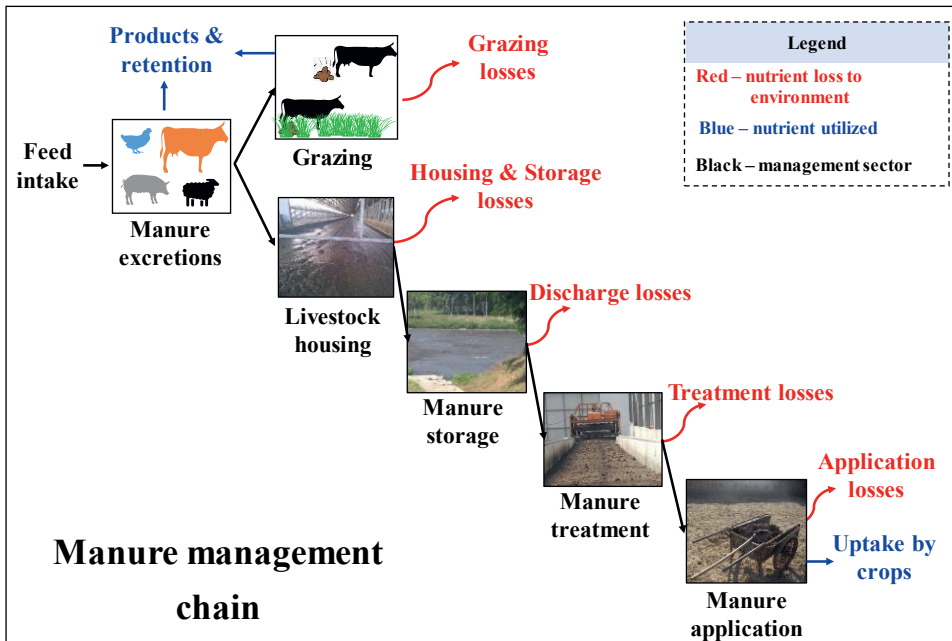 Products &
retention
Grazing
losses
Legend
Red – nutrient loss to
environment
Blue – nutrient utilized
Black – management sector
Feed
intake
Manure
excretions
Grazing
Housing & Storage
losses
Livestock
housing
Discharge losses
Manure
storage
Treatment losses
Manure
treatment
Application
losses
Uptake by
crops
Manure
application
Manure management
chain